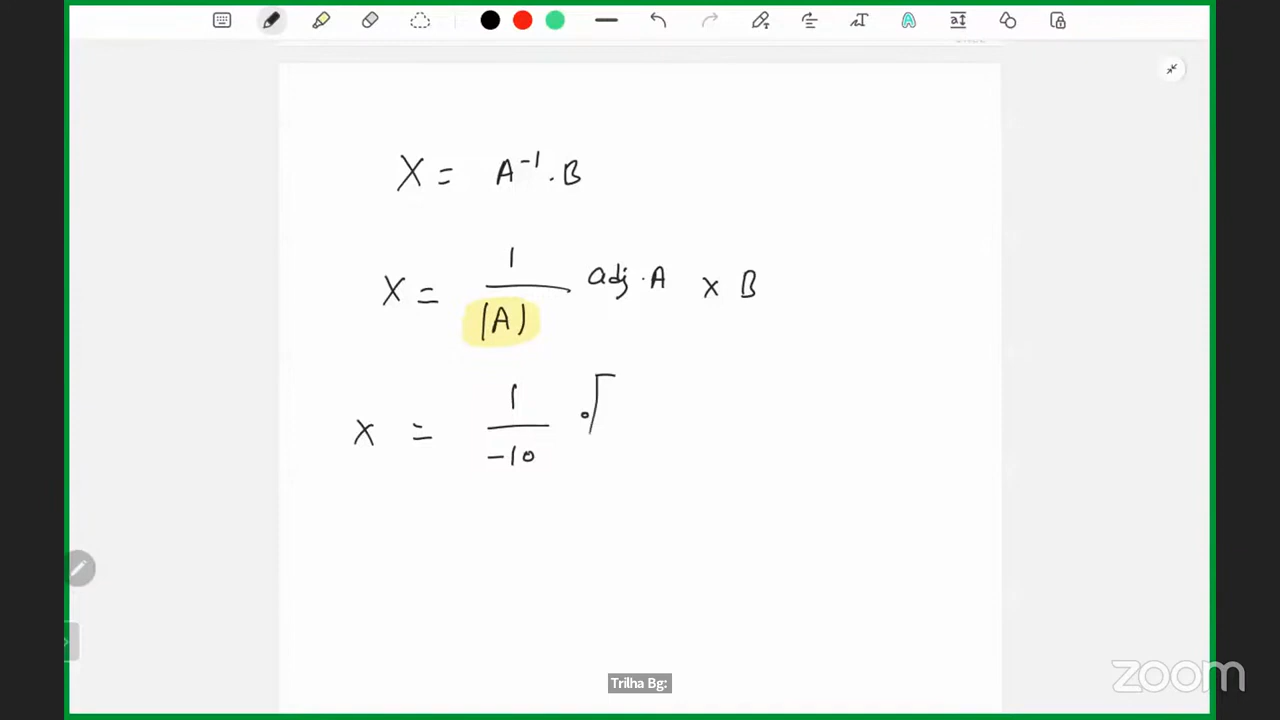 X = A⁻¹ . B
X = 1/|A| adj . A x B
X = 1/-10 . [
Trilha Bg:
zoom